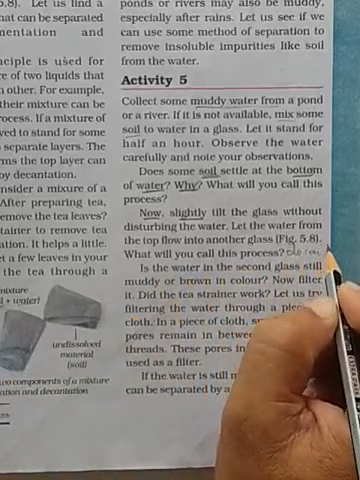 5.8). Let us find a
hat can be separated
mentation and
nciple is used for
re of two liquids that
h other. For example,
their mixture can be
rocess. If a mixture of
ved to stand for some
separate layers. The
rms the top layer can
by decantation.
nsider a mixture of a
After preparing tea,
remove the tea leaves?
tainer to remove tea
ation. It helps a little.
et a few leaves in your
the tea through a
mixture
l + water)
undissolved
material
(soil)
wo components of a mixture
ation and decantation
ponds or rivers may also be muddy,
especially after rains. Let us see if we
can use some method of separation to
remove insoluble impurities like soil
from the water.
Activity 5
Collect some muddy water from a pond
or a river. If it is not available, mix some
soil to water in a glass. Let it stand for
half an hour. Observe the water
carefully and note your observations.
Does some soil settle at the bottom
of water? Why? What will you call this
process?
Now, slightly tilt the glass without
disturbing the water. Let the water from
the top flow into another glass (Fig. 5.8).
What will you call this process?
Is the water in the second glass still
muddy or brown in colour? Now filter
it. Did the tea strainer work? Let us try
filtering the water through a piec
cloth. In a piece of cloth, s
pores remain in betwe
threads. These pores in
used as a filter.
If the water is still m
can be separated by a